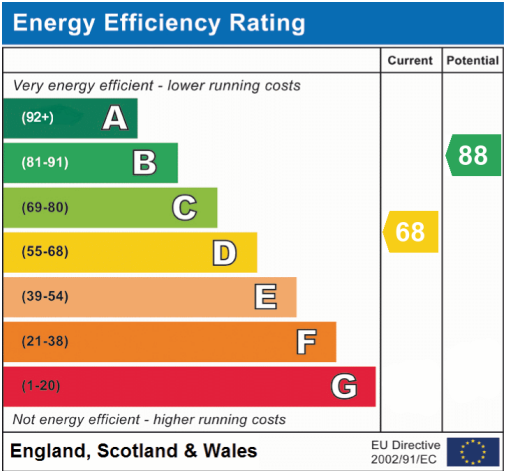 Energy Efficiency Rating
Current Potential
Very energy efficient - lower running costs
(92+) A
(81-91) B
88
(69-80) C
(55-68) D
68
(39-54) E
(21-38) F
(1-20) G
Not energy efficient - higher running costs
England, Scotland & Wales
EU Directive
2002/91/EC